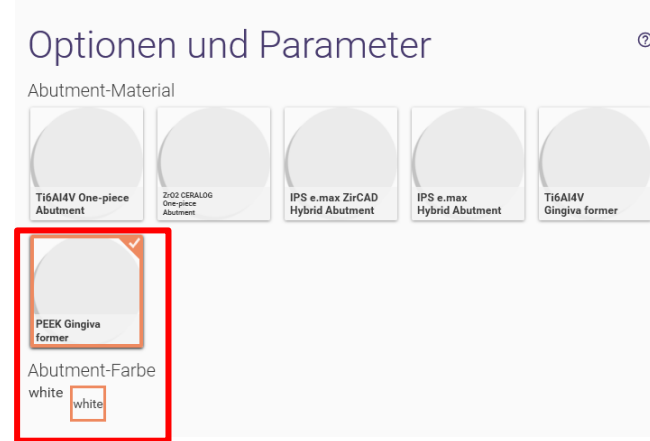 Optionen und Parameter
Abutment-Material
Ti6Al4V One-piece
Abutment
ZrO2 CERALOG
One-piece
Abutment
IPS e.max ZirCAD
Hybrid Abutment
IPS e.max
Hybrid Abutment
Ti6Al4V
Gingiva former
PEEK Gingiva
former
Abutment-Farbe
white
white